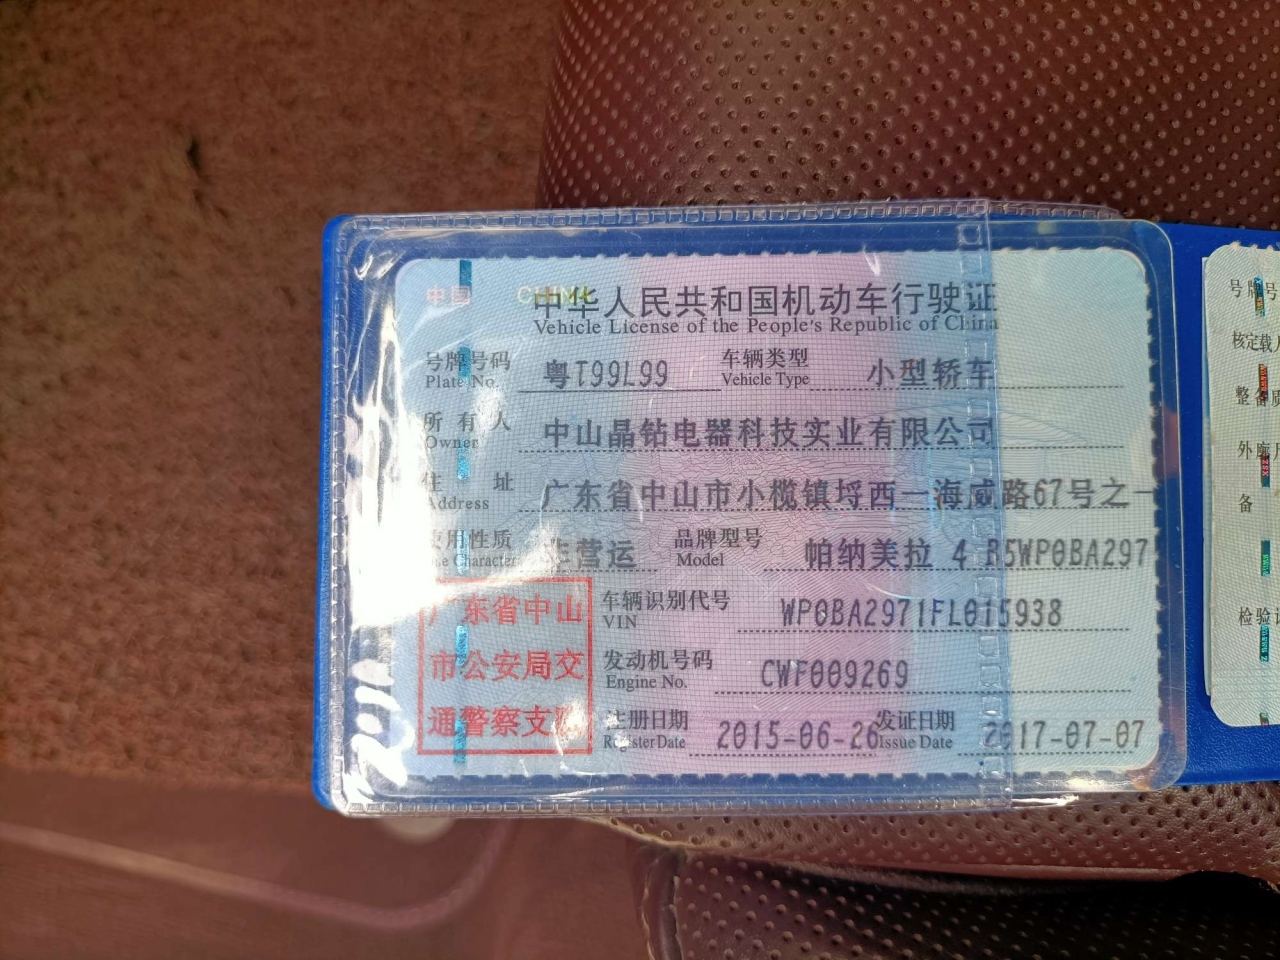 中国 CHINA
中华人民共和国机动车行驶证
Vehicle License of the People's Republic of China
号牌号码 粤T99L99 车辆类型 小型轿车
Plate No. Vehicle Type
所有人 中山晶钻电器科技实业有限公司
Owner
住址 广东省中山市小榄镇埒西一海威路67号之一
Address
使用性质 非营运 品牌型号 帕纳美拉 4 R5WP0BA297
Use Character Model
车辆识别代号 WP0BA2971FL015938
VIN
发动机号码 CWF009269
Engine No.
注册日期 2015-06-26 发证日期 2017-07-07
Register Date Issue Date
广东省中山
市公安局交
通警察支队
号牌号
核定载人
整备质
外廓尺
备
检验记